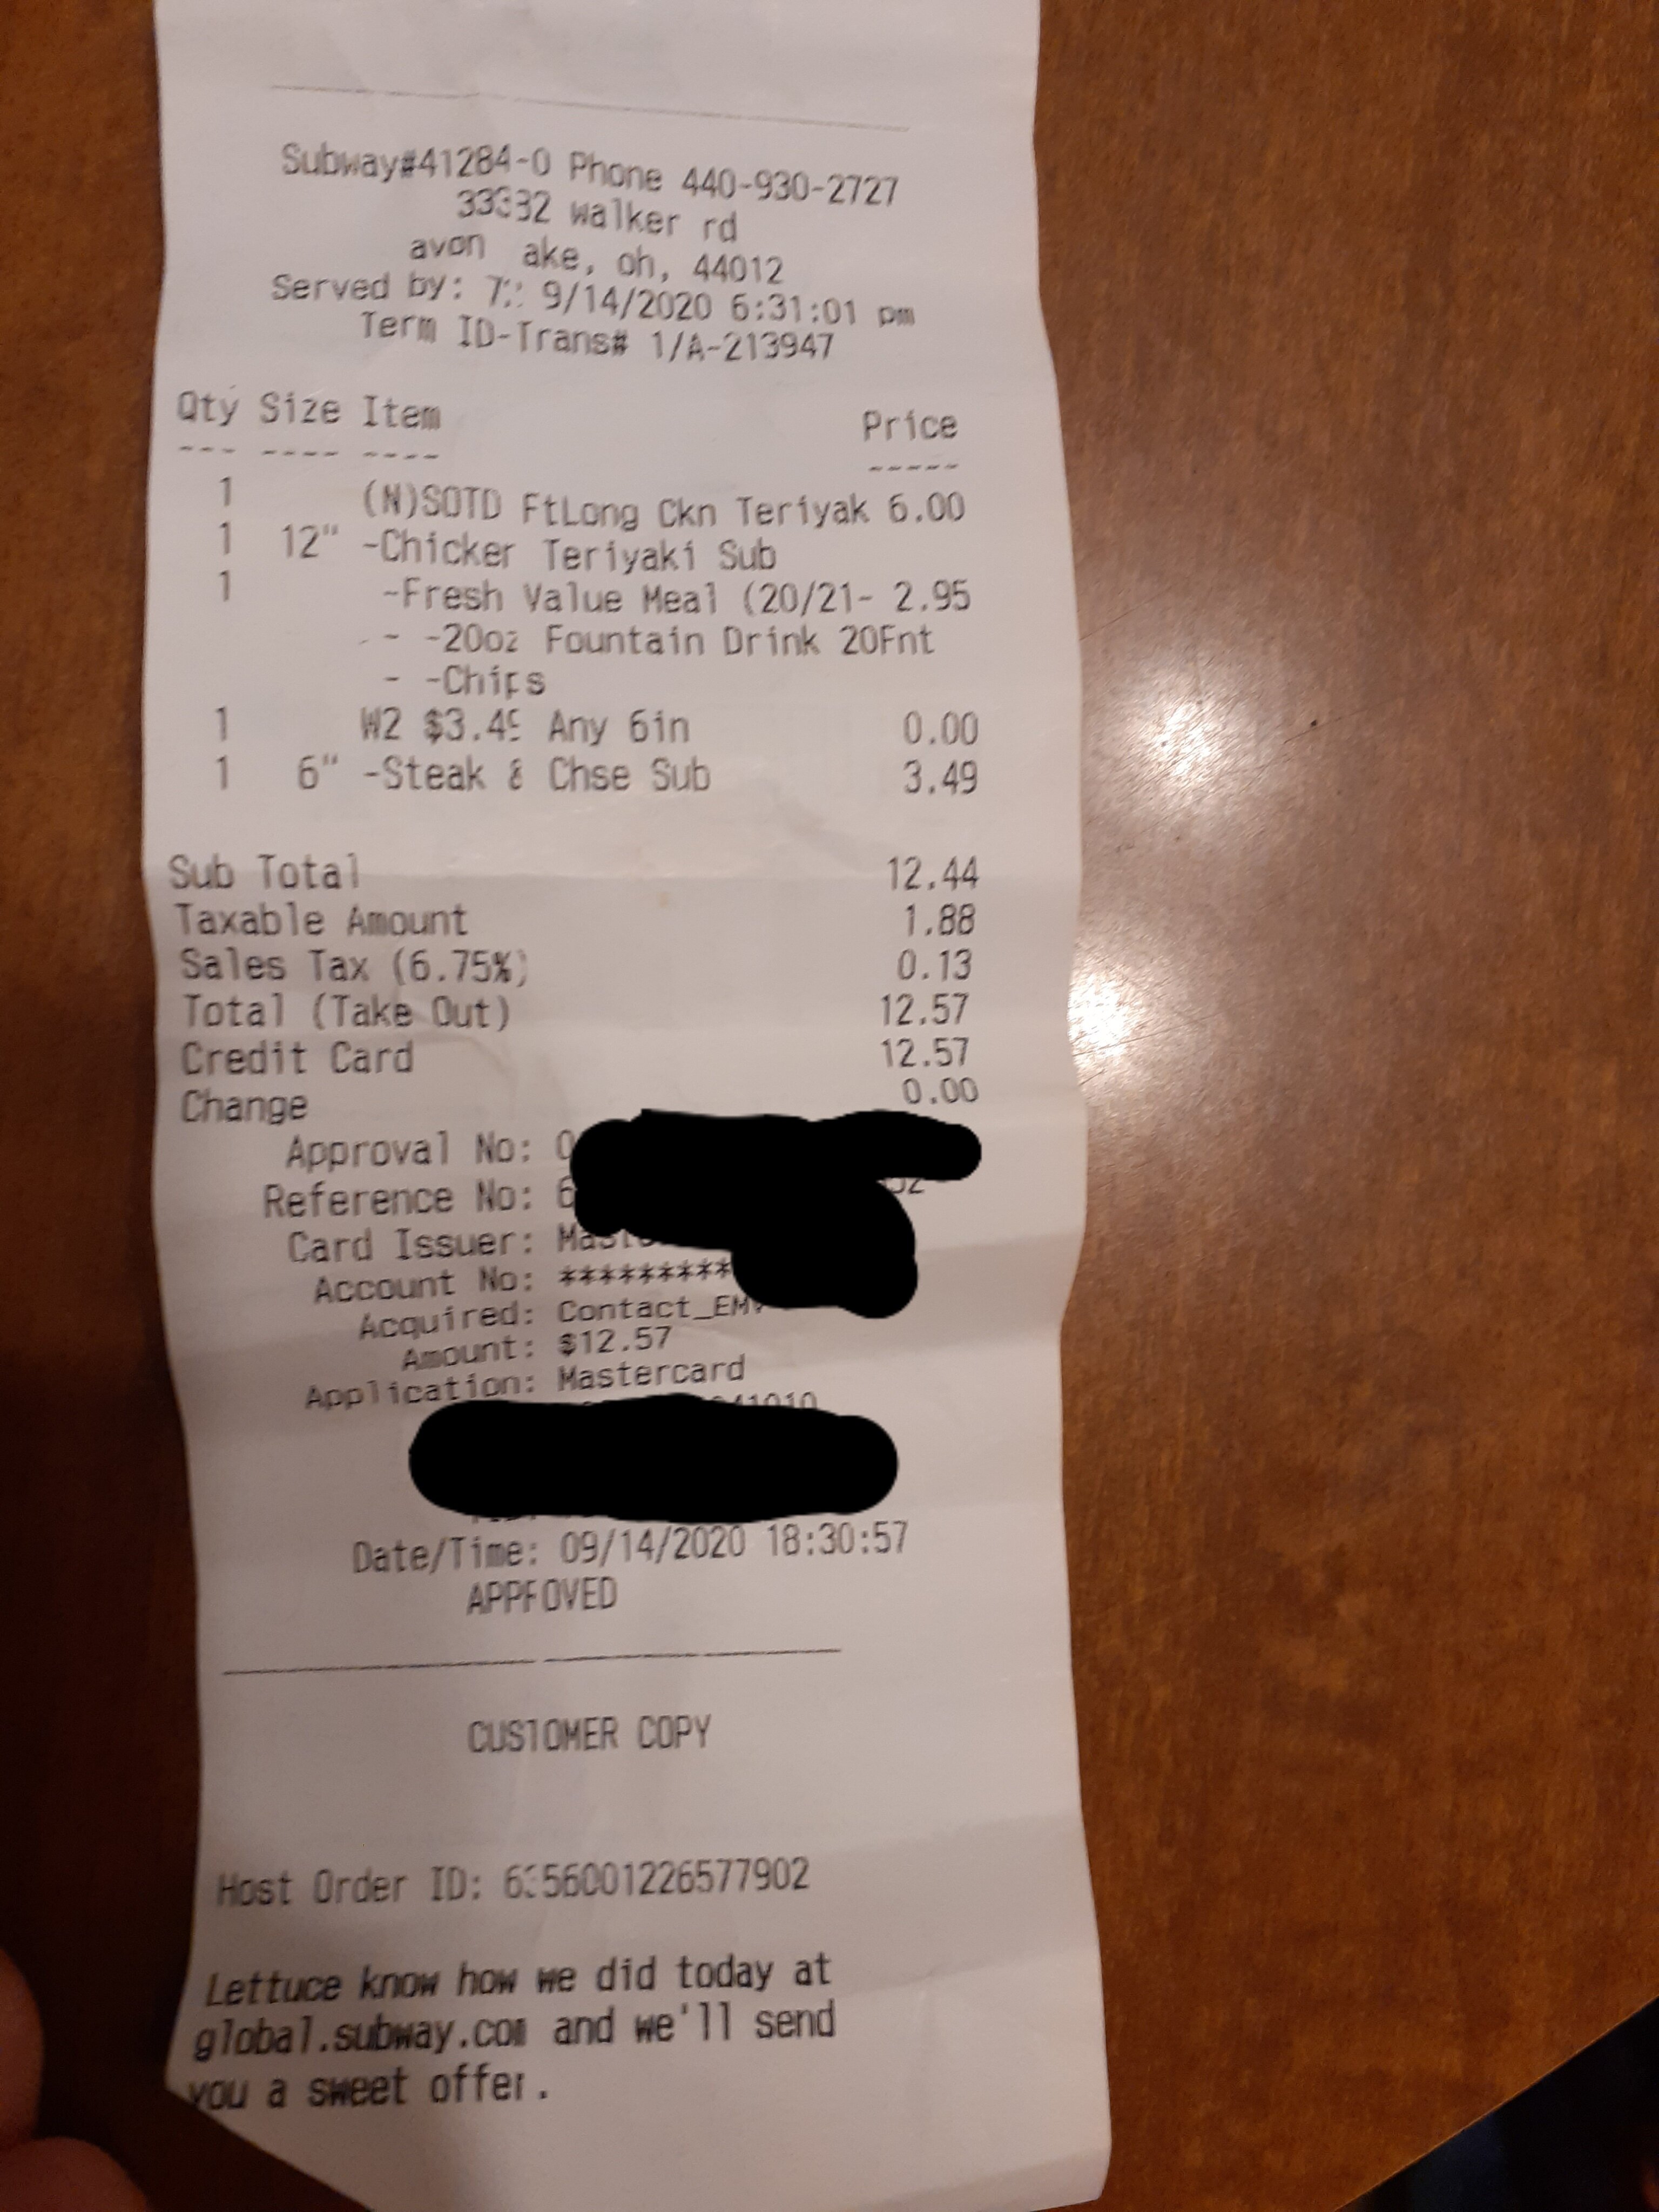 Subway#41284-0 Phone 440-930-2727
33332 walker rd
avon ake, oh, 44012
Served by: 9/14/2020 6:31:01 pm
Term ID-Trans# 1/A-213947
Qty Size Item Price
--- ---- ---- -----
1 (N)SOTD FtLong Ckn Teriyak 6.00
1 12" -Chicken Teriyaki Sub
1 -Fresh Value Meal (20/21- 2.95
- -20oz Fountain Drink 20Fnt
- -Chips
1 W2 $3.49 Any 6in 0.00
1 6" -Steak & Chse Sub 3.49
Sub Total 12.44
Taxable Amount 1.88
Sales Tax (6.75%) 0.13
Total (Take Out) 12.57
Credit Card 12.57
Change 0.00
Approval No:
Reference No:
Card Issuer:
Account No: *********
Acquired: Contact_EMV
Amount: $12.57
Application: Mastercard
Date/Time: 09/14/2020 18:30:57
APPROVED
CUSTOMER COPY
Host Order ID:
Lettuce know how we did today at
global.subway.com and we'll send
you a sweet offer.